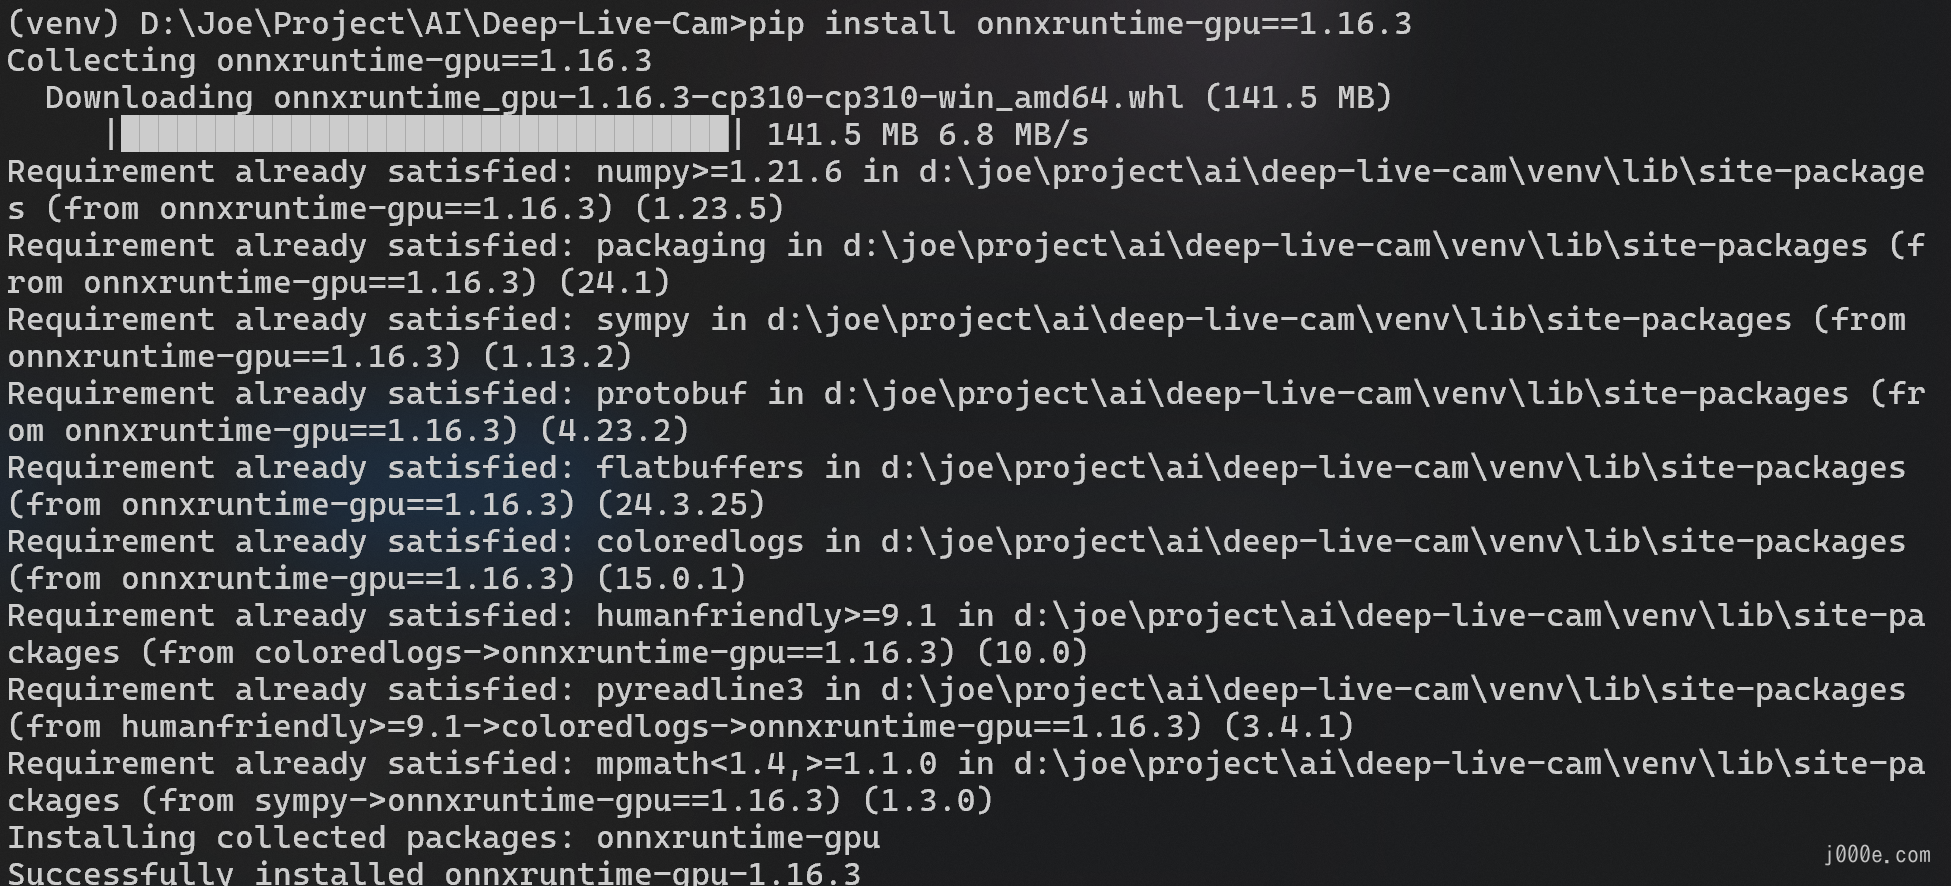 (venv) D:\Joe\Project\AI\Deep-Live-Cam>pip install onnxruntime-gpu==1.16.3
Collecting onnxruntime-gpu==1.16.3
  Downloading onnxruntime_gpu-1.16.3-cp310-cp310-win_amd64.whl (141.5 MB)
     |████████████████████████████████| 141.5 MB 6.8 MB/s
Requirement already satisfied: numpy>=1.21.6 in d:\joe\project\ai\deep-live-cam\venv\lib\site-package
s (from onnxruntime-gpu==1.16.3) (1.23.5)
Requirement already satisfied: packaging in d:\joe\project\ai\deep-live-cam\venv\lib\site-packages (f
rom onnxruntime-gpu==1.16.3) (24.1)
Requirement already satisfied: sympy in d:\joe\project\ai\deep-live-cam\venv\lib\site-packages (from
onnxruntime-gpu==1.16.3) (1.13.2)
Requirement already satisfied: protobuf in d:\joe\project\ai\deep-live-cam\venv\lib\site-packages (fr
om onnxruntime-gpu==1.16.3) (4.23.2)
Requirement already satisfied: flatbuffers in d:\joe\project\ai\deep-live-cam\venv\lib\site-packages
(from onnxruntime-gpu==1.16.3) (24.3.25)
Requirement already satisfied: coloredlogs in d:\joe\project\ai\deep-live-cam\venv\lib\site-packages
(from onnxruntime-gpu==1.16.3) (15.0.1)
Requirement already satisfied: humanfriendly>=9.1 in d:\joe\project\ai\deep-live-cam\venv\lib\site-pa
ckages (from coloredlogs->onnxruntime-gpu==1.16.3) (10.0)
Requirement already satisfied: pyreadline3 in d:\joe\project\ai\deep-live-cam\venv\lib\site-packages
(from humanfriendly>=9.1->coloredlogs->onnxruntime-gpu==1.16.3) (3.4.1)
Requirement already satisfied: mpmath<1.4,>=1.1.0 in d:\joe\project\ai\deep-live-cam\venv\lib\site-pa
ckages (from sympy->onnxruntime-gpu==1.16.3) (1.3.0)
Installing collected packages: onnxruntime-gpu
Successfully installed onnxruntime-gpu-1.16.3
j000e.com